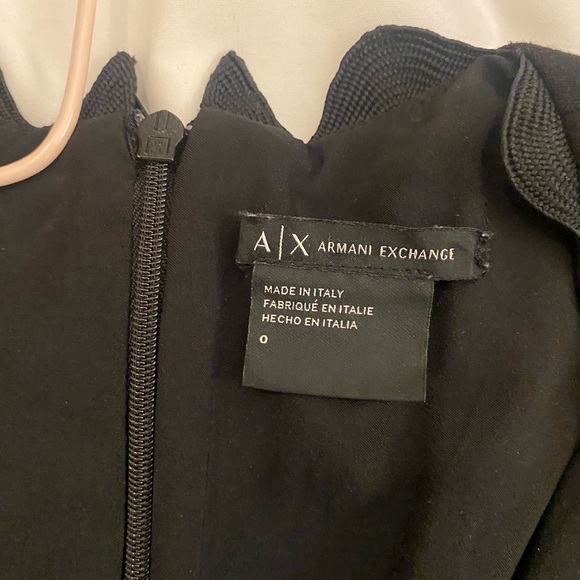 A|X ARMANI EXCHANGE
MADE IN ITALY
FABRIQUÉ EN ITALIE
HECHO EN ITALIA
0